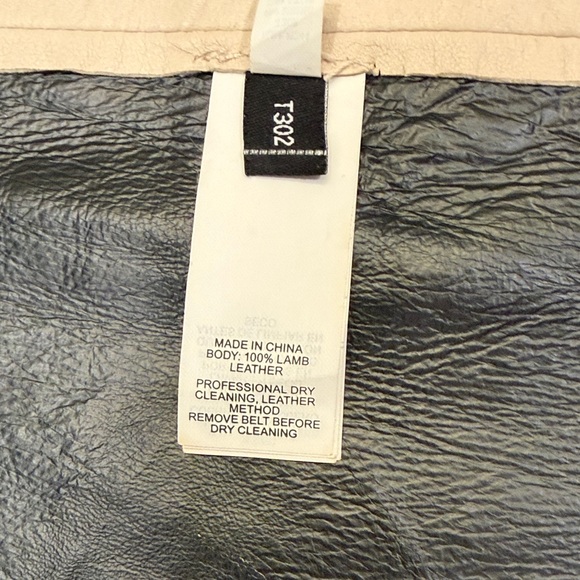 T302
MADE IN CHINA
BODY: 100% LAMB
LEATHER
PROFESSIONAL DRY
CLEANING, LEATHER
METHOD
REMOVE BELT BEFORE
DRY CLEANING